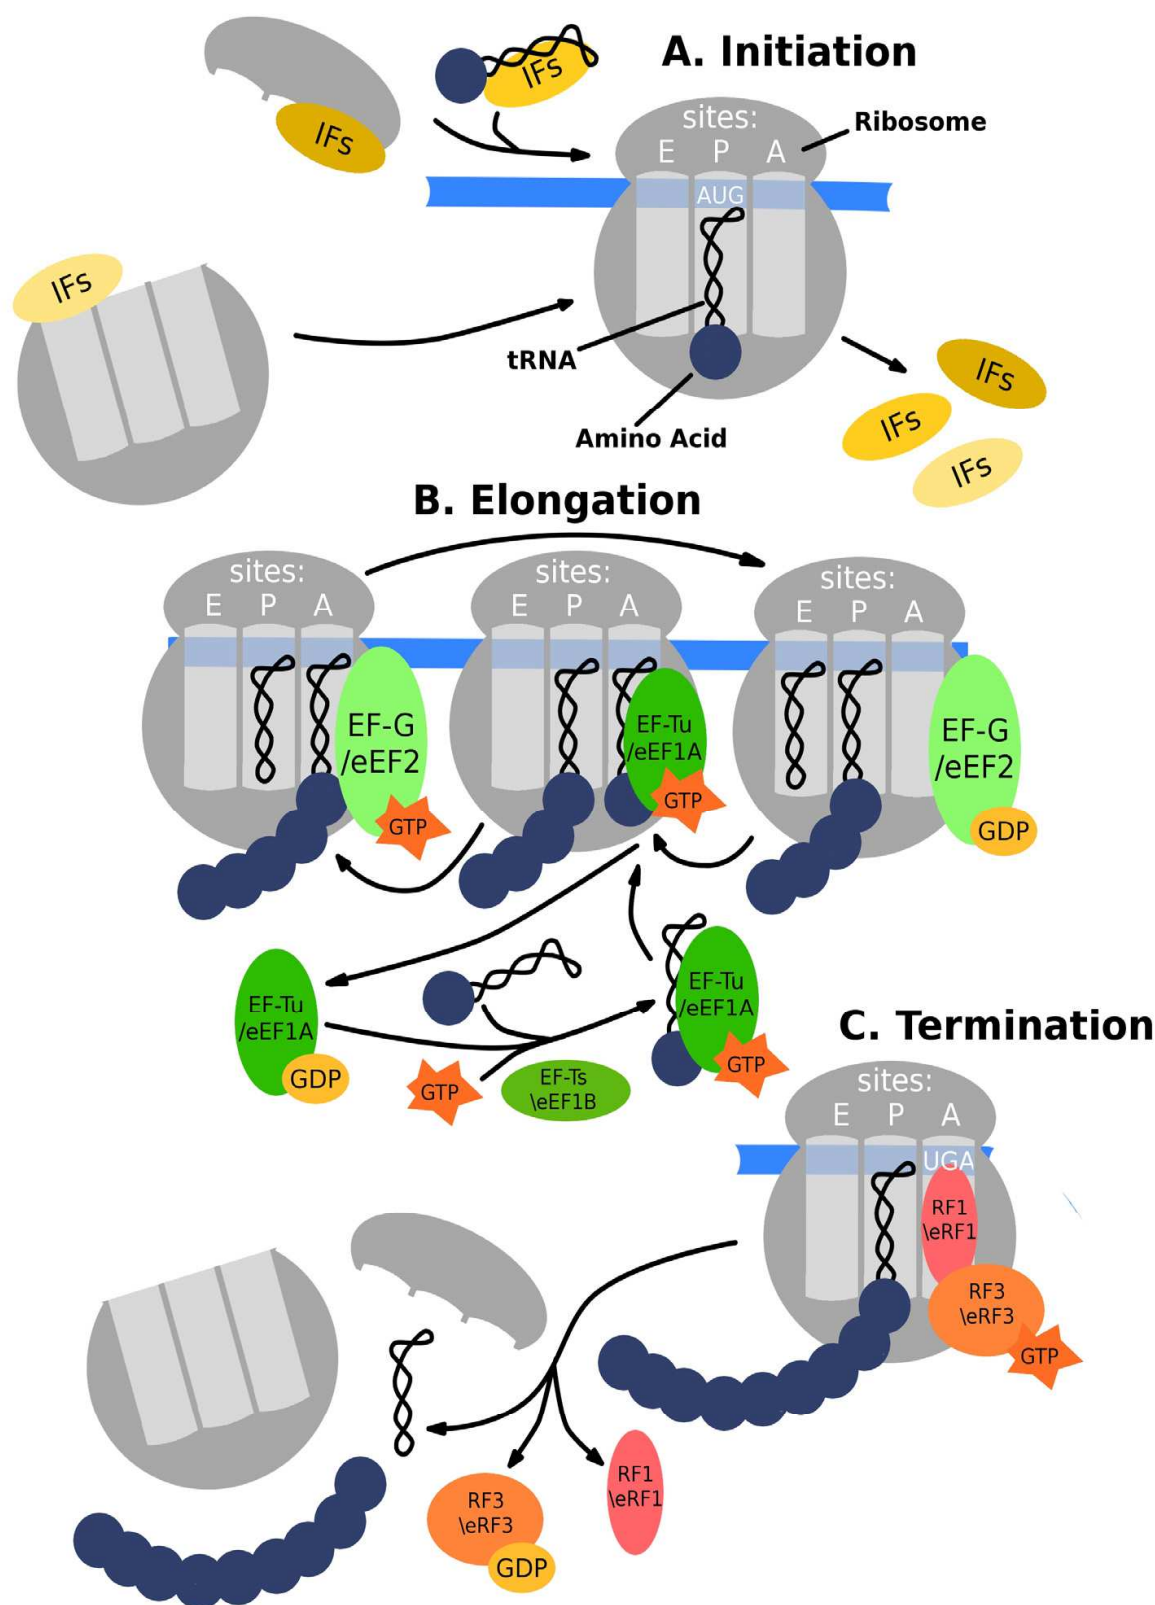 A. Initiation
IFs
IFs
sites:
E P A
Ribosome
AUG
IFs
tRNA
Amino Acid
IFs
IFs
IFs
B. Elongation
sites:
E P A
EF-G
/eEF2
GTP
sites:
E P A
EF-Tu
/eEF1A
GTP
sites:
E P A
EF-G
/eEF2
GDP
EF-Tu
/eEF1A
GDP
GTP
EF-Ts
\eEF1B
EF-Tu
/eEF1A
GTP
C. Termination
sites:
E P A
UGA
RF1
\eRF1
RF3
\eRF3
GTP
RF3
\eRF3
GDP
RF1
\eRF1